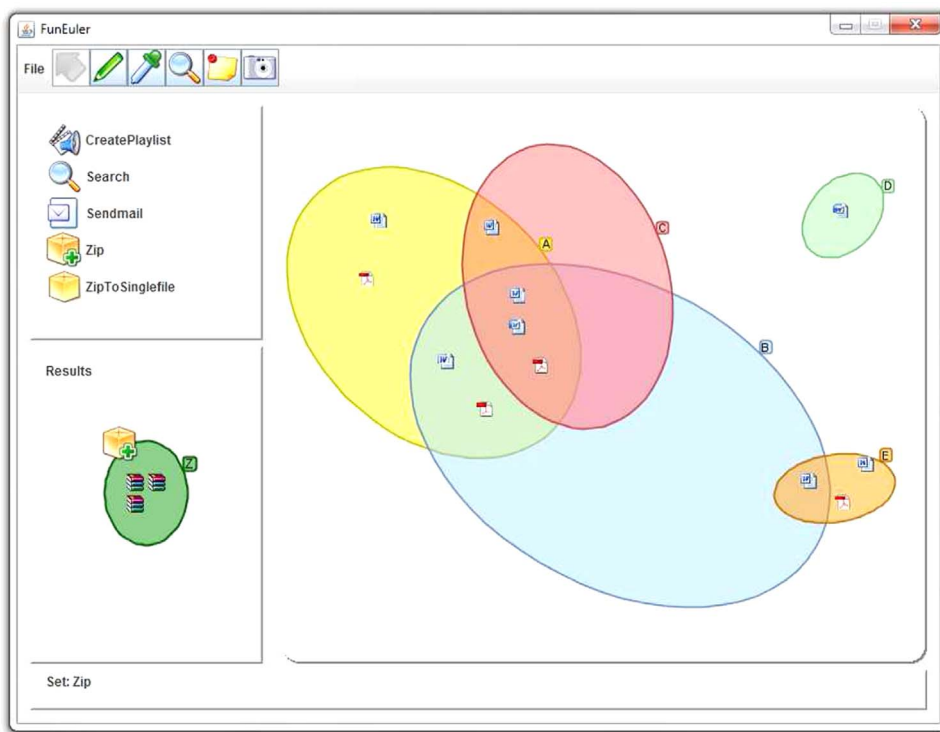 FunEuler
File
CreatePlaylist
Search
Sendmail
Zip
ZipToSinglefile
Results
Z
A
C
D
B
E
Set: Zip